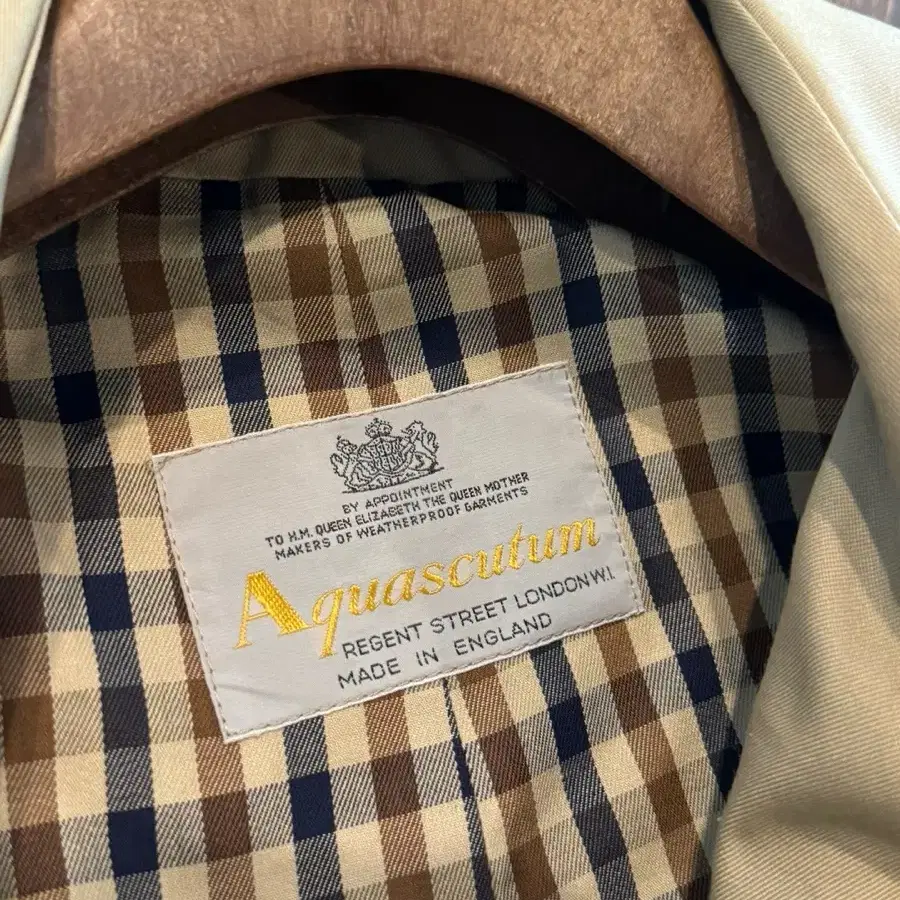 BY APPOINTMENT
TO H.M. QUEEN ELIZABETH THE QUEEN MOTHER
MAKERS OF WEATHERPROOF GARMENTS
Aquascutum
REGENT STREET LONDON W.I.
MADE IN ENGLAND